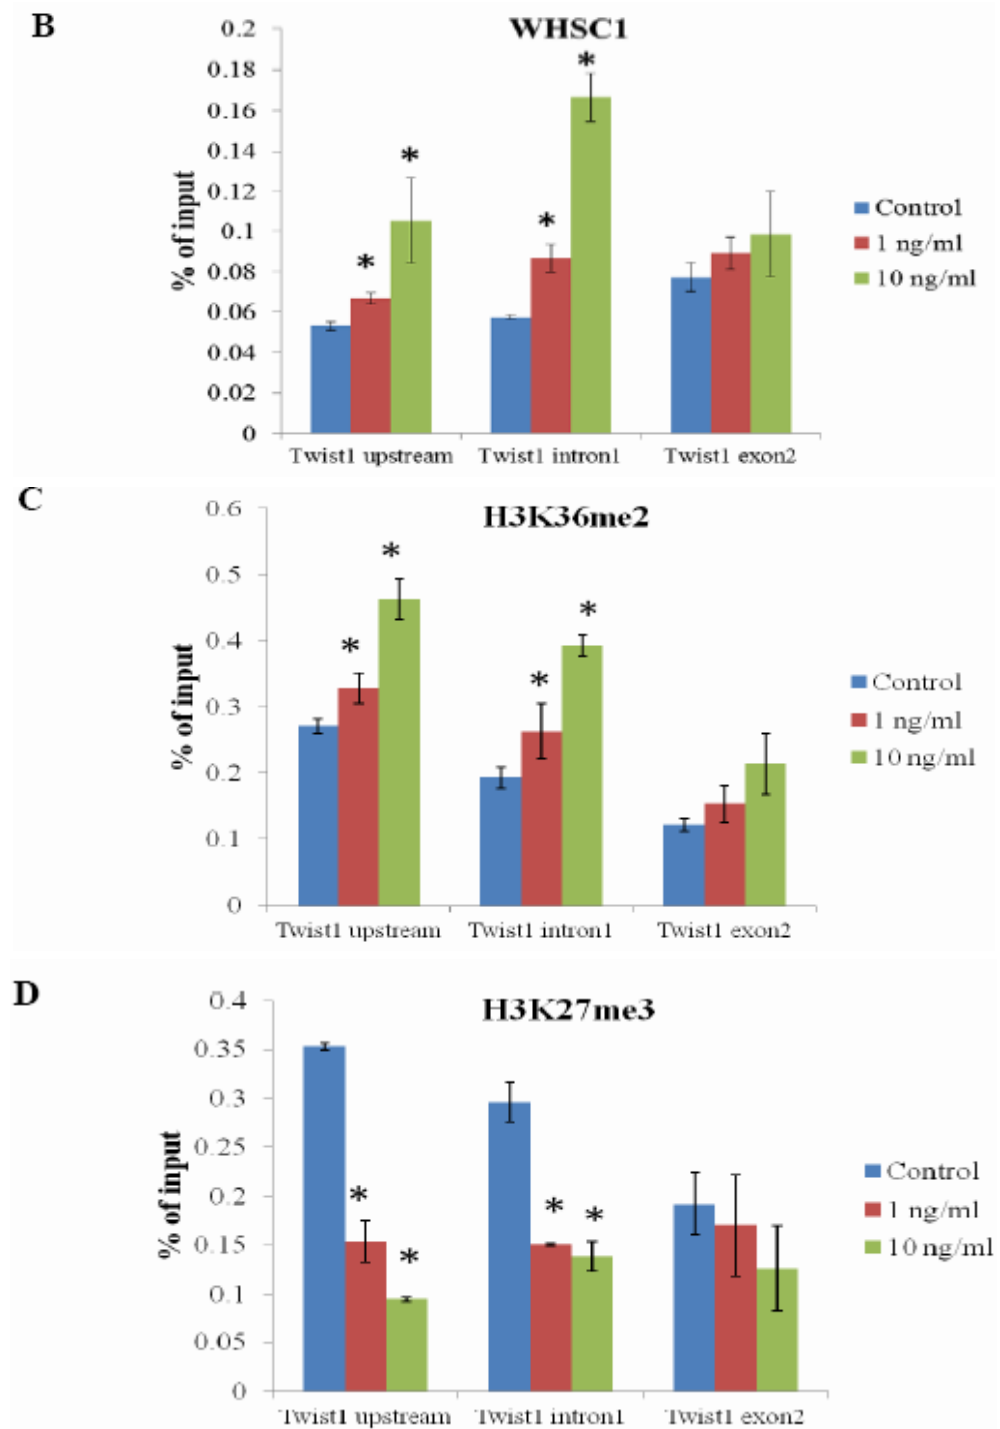 B
WHSC1
0.2
0.18
0.16
0.14
0.12
0.1
0.08
0.06
0.04
0.02
0
% of input
*
*
*
*
Control
1 ng/ml
10 ng/ml
Twist1 upstream
Twist1 intron1
Twist1 exon2
C
H3K36me2
0.6
0.5
0.4
0.3
0.2
0.1
0
% of input
*
*
*
*
Control
1 ng/ml
10 ng/ml
Twist1 upstream
Twist1 intron1
Twist1 exon2
D
H3K27me3
0.4
0.35
0.3
0.25
0.2
0.15
0.1
0.05
0
% of input
*
*
*
*
Control
1 ng/ml
10 ng/ml
Twist1 upstream
Twist1 intron1
Twist1 exon2